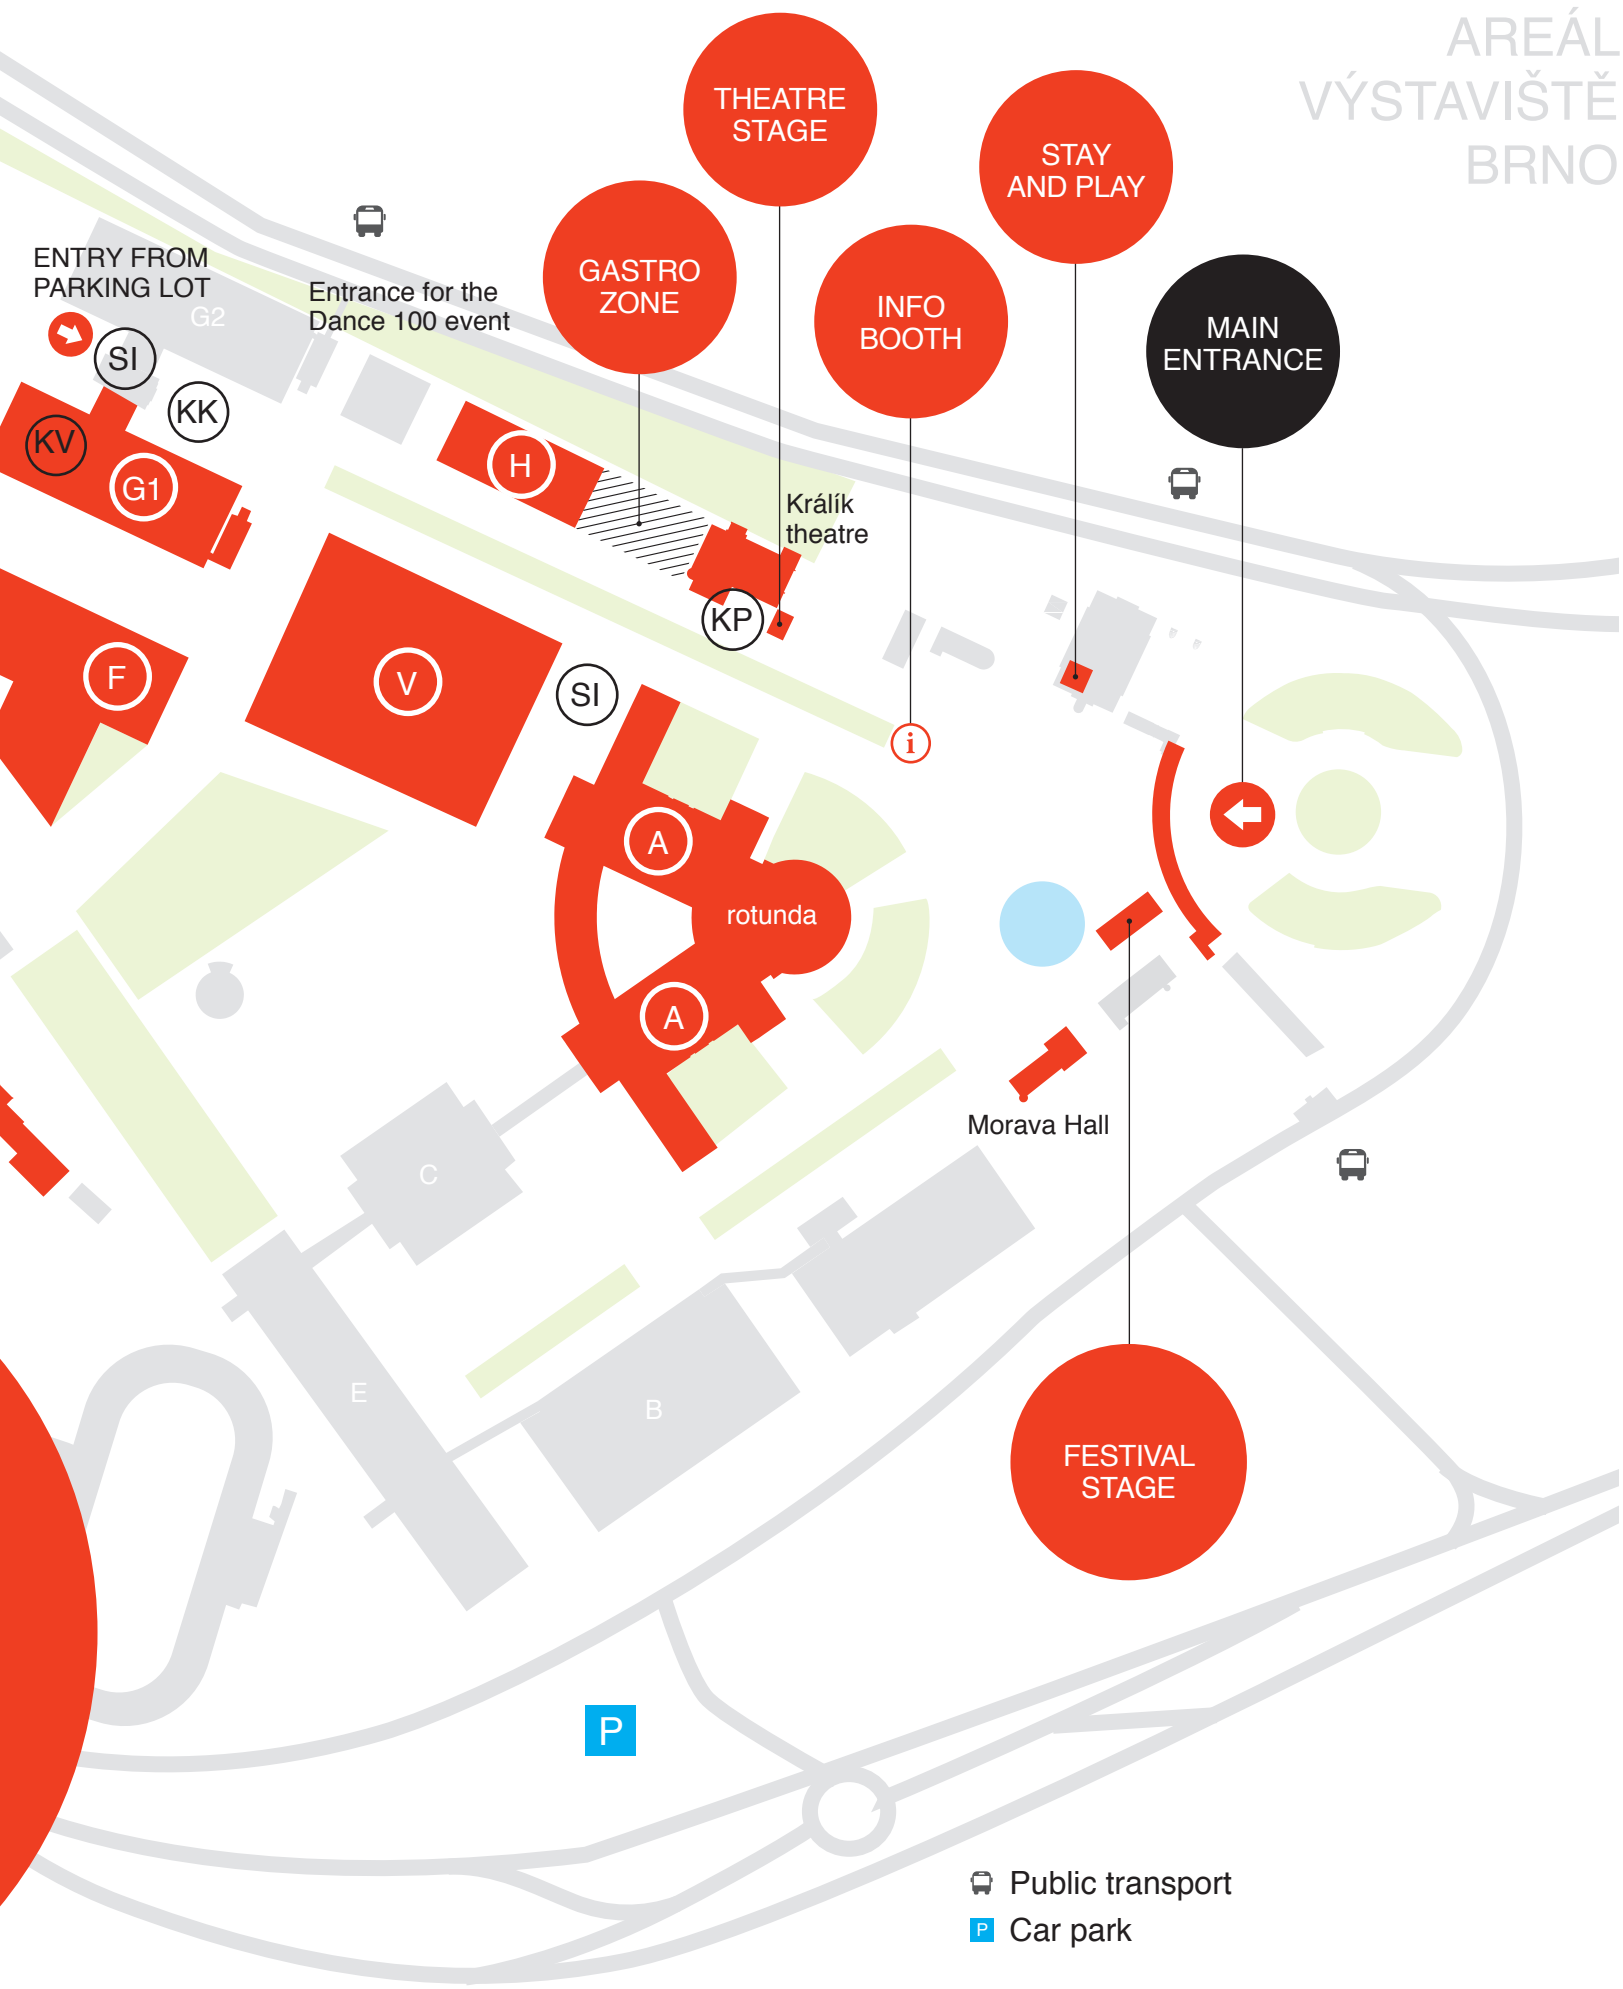 AREÁL
VÝSTAVIŠTĚ
BRNO
THEATRE
STAGE
STAY
AND PLAY
GASTRO
ZONE
INFO
BOOTH
MAIN
ENTRANCE
ENTRY FROM
PARKING LOT
G2
Entrance for the
Dance 100 event
SI
KK
KV
G1
H
Králík
theatre
KP
F
V
SI
i
A
rotunda
A
Morava Hall
C
E
B
FESTIVAL
STAGE
P
Public transport
P Car park